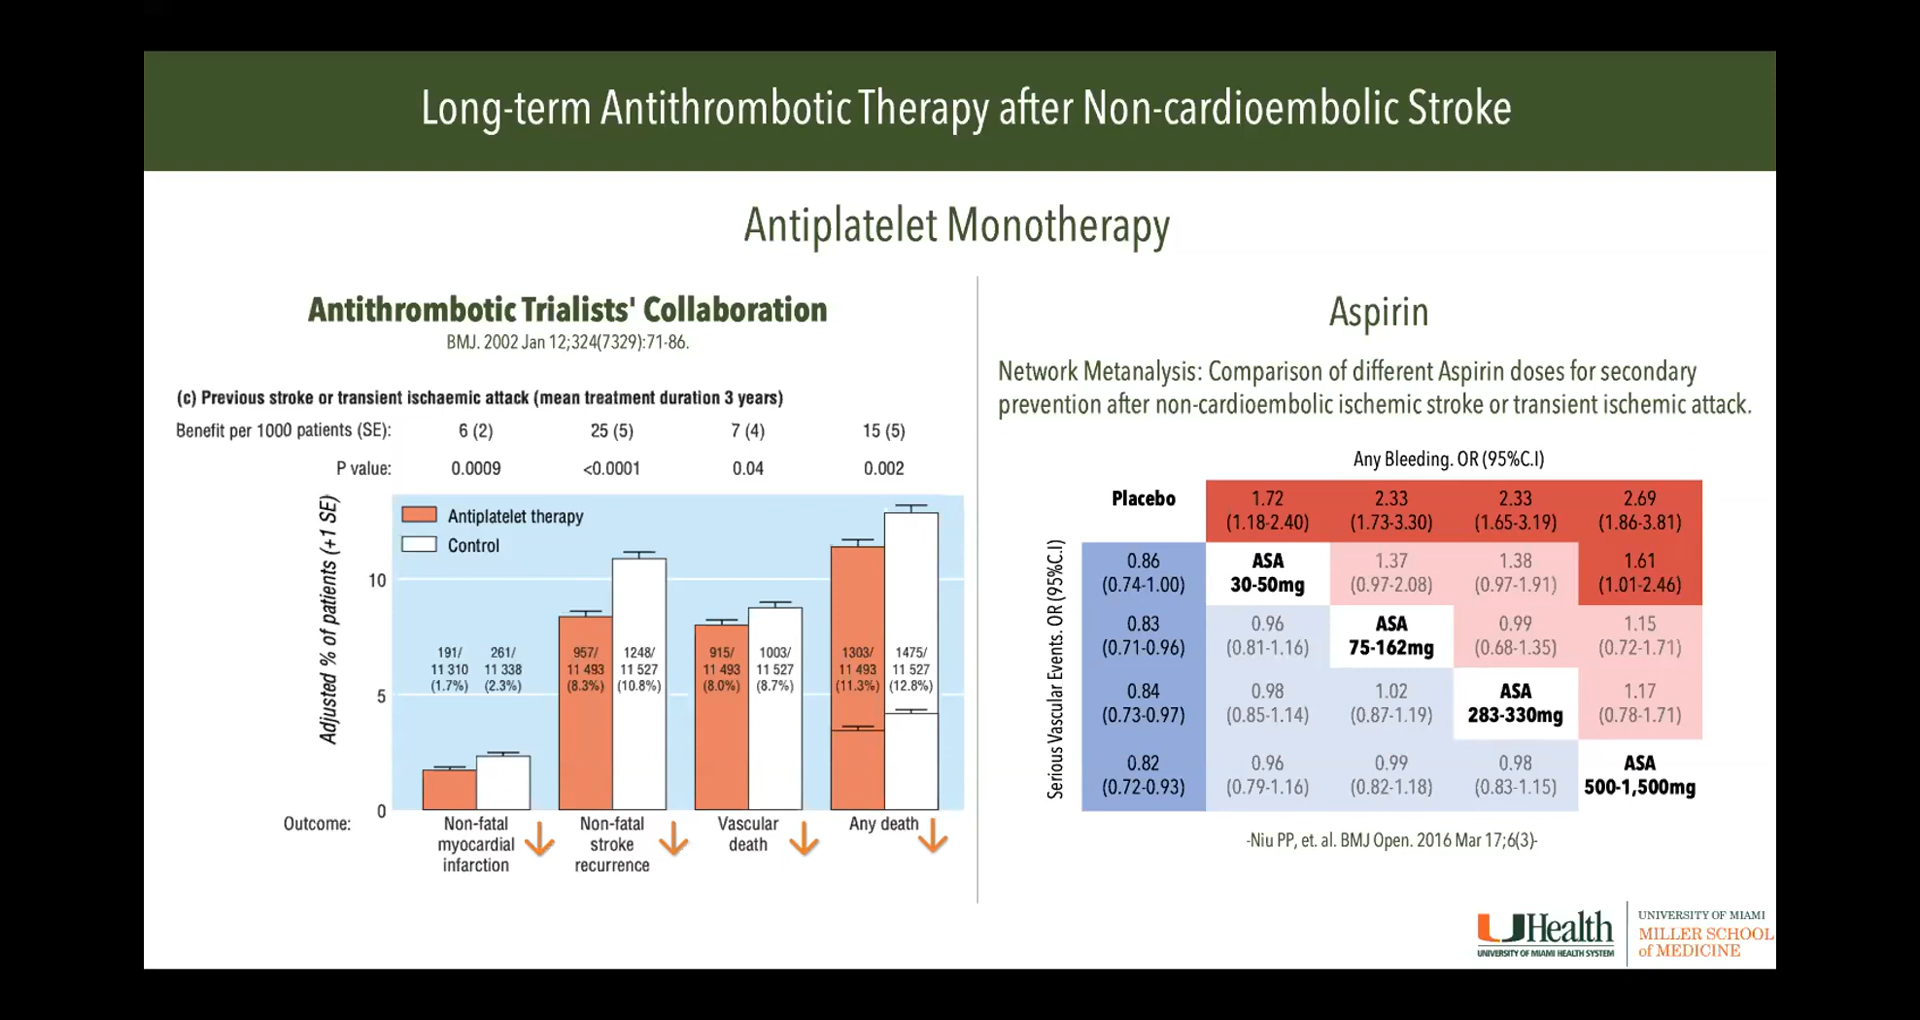 Long-term Antithrombotic Therapy after Non-cardioembolic Stroke
Antiplatelet Monotherapy
Antithrombotic Trialists' Collaboration
BMJ. 2002 Jan 12;324(7329):71-86.
(c) Previous stroke or transient ischaemic attack (mean treatment duration 3 years)
Benefit per 1000 patients (SE): 6 (2) 25 (5) 7 (4) 15 (5)
P value: 0.0009 <0.0001 0.04 0.002
Adjusted % of patients (+1 SE)
Antiplatelet therapy
Control
10
5
0
191/ 261/ 957/ 1248/ 915/ 1003/ 1303/ 1475/
11 310 11 338 11 493 11 527 11 493 11 527 11 493 11 527
(1.7%) (2.3%) (8.3%) (10.8%) (8.0%) (8.7%) (11.3%) (12.8%)
Outcome: Non-fatal Non-fatal Vascular Any death
myocardial stroke death
infarction recurrence
Aspirin
Network Metanalysis: Comparison of different Aspirin doses for secondary
prevention after non-cardioembolic ischemic stroke or transient ischemic attack.
Any Bleeding. OR (95%C.I)
Serious Vascular Events. OR (95%C.I)
Placebo 1.72 2.33 2.33 2.69
(1.18-2.40) (1.73-3.30) (1.65-3.19) (1.86-3.81)
0.86 ASA 1.37 1.38 1.61
(0.74-1.00) 30-50mg (0.97-2.08) (0.97-1.91) (1.01-2.46)
0.83 0.96 ASA 0.99 1.15
(0.71-0.96) (0.81-1.16) 75-162mg (0.68-1.35) (0.72-1.71)
0.84 0.98 1.02 ASA 1.17
(0.73-0.97) (0.85-1.14) (0.87-1.19) 283-330mg (0.78-1.71)
0.82 0.96 0.99 0.98 ASA
(0.72-0.93) (0.79-1.16) (0.82-1.18) (0.83-1.15) 500-1,500mg
-Niu PP, et. al. BMJ Open. 2016 Mar 17;6(3)-
UHealth
UNIVERSITY OF MIAMI HEALTH SYSTEM
UNIVERSITY OF MIAMI
MILLER SCHOOL
of MEDICINE